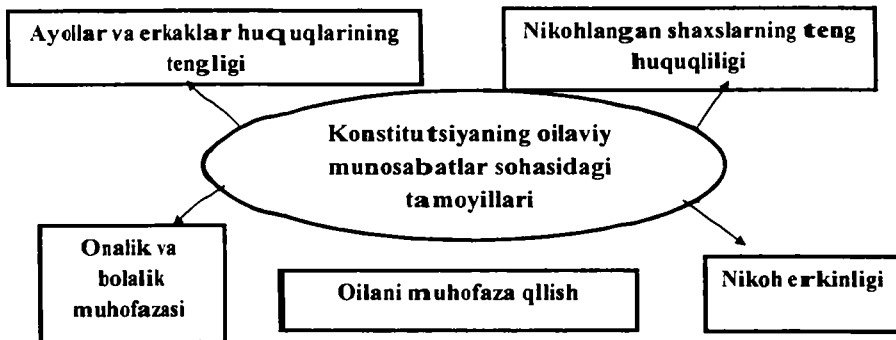 Ayollar va erkaklar huquqlarining
tengligi
Nikohlangan shaxslarning teng
huquqliligi
Konstitutsiyaning oilaviy
munosabatlar sohasidagi
tamoyillari
Onalik va
bolalik
muhofazasi
Oilani muhofaza qllish
Nikoh erkinligi